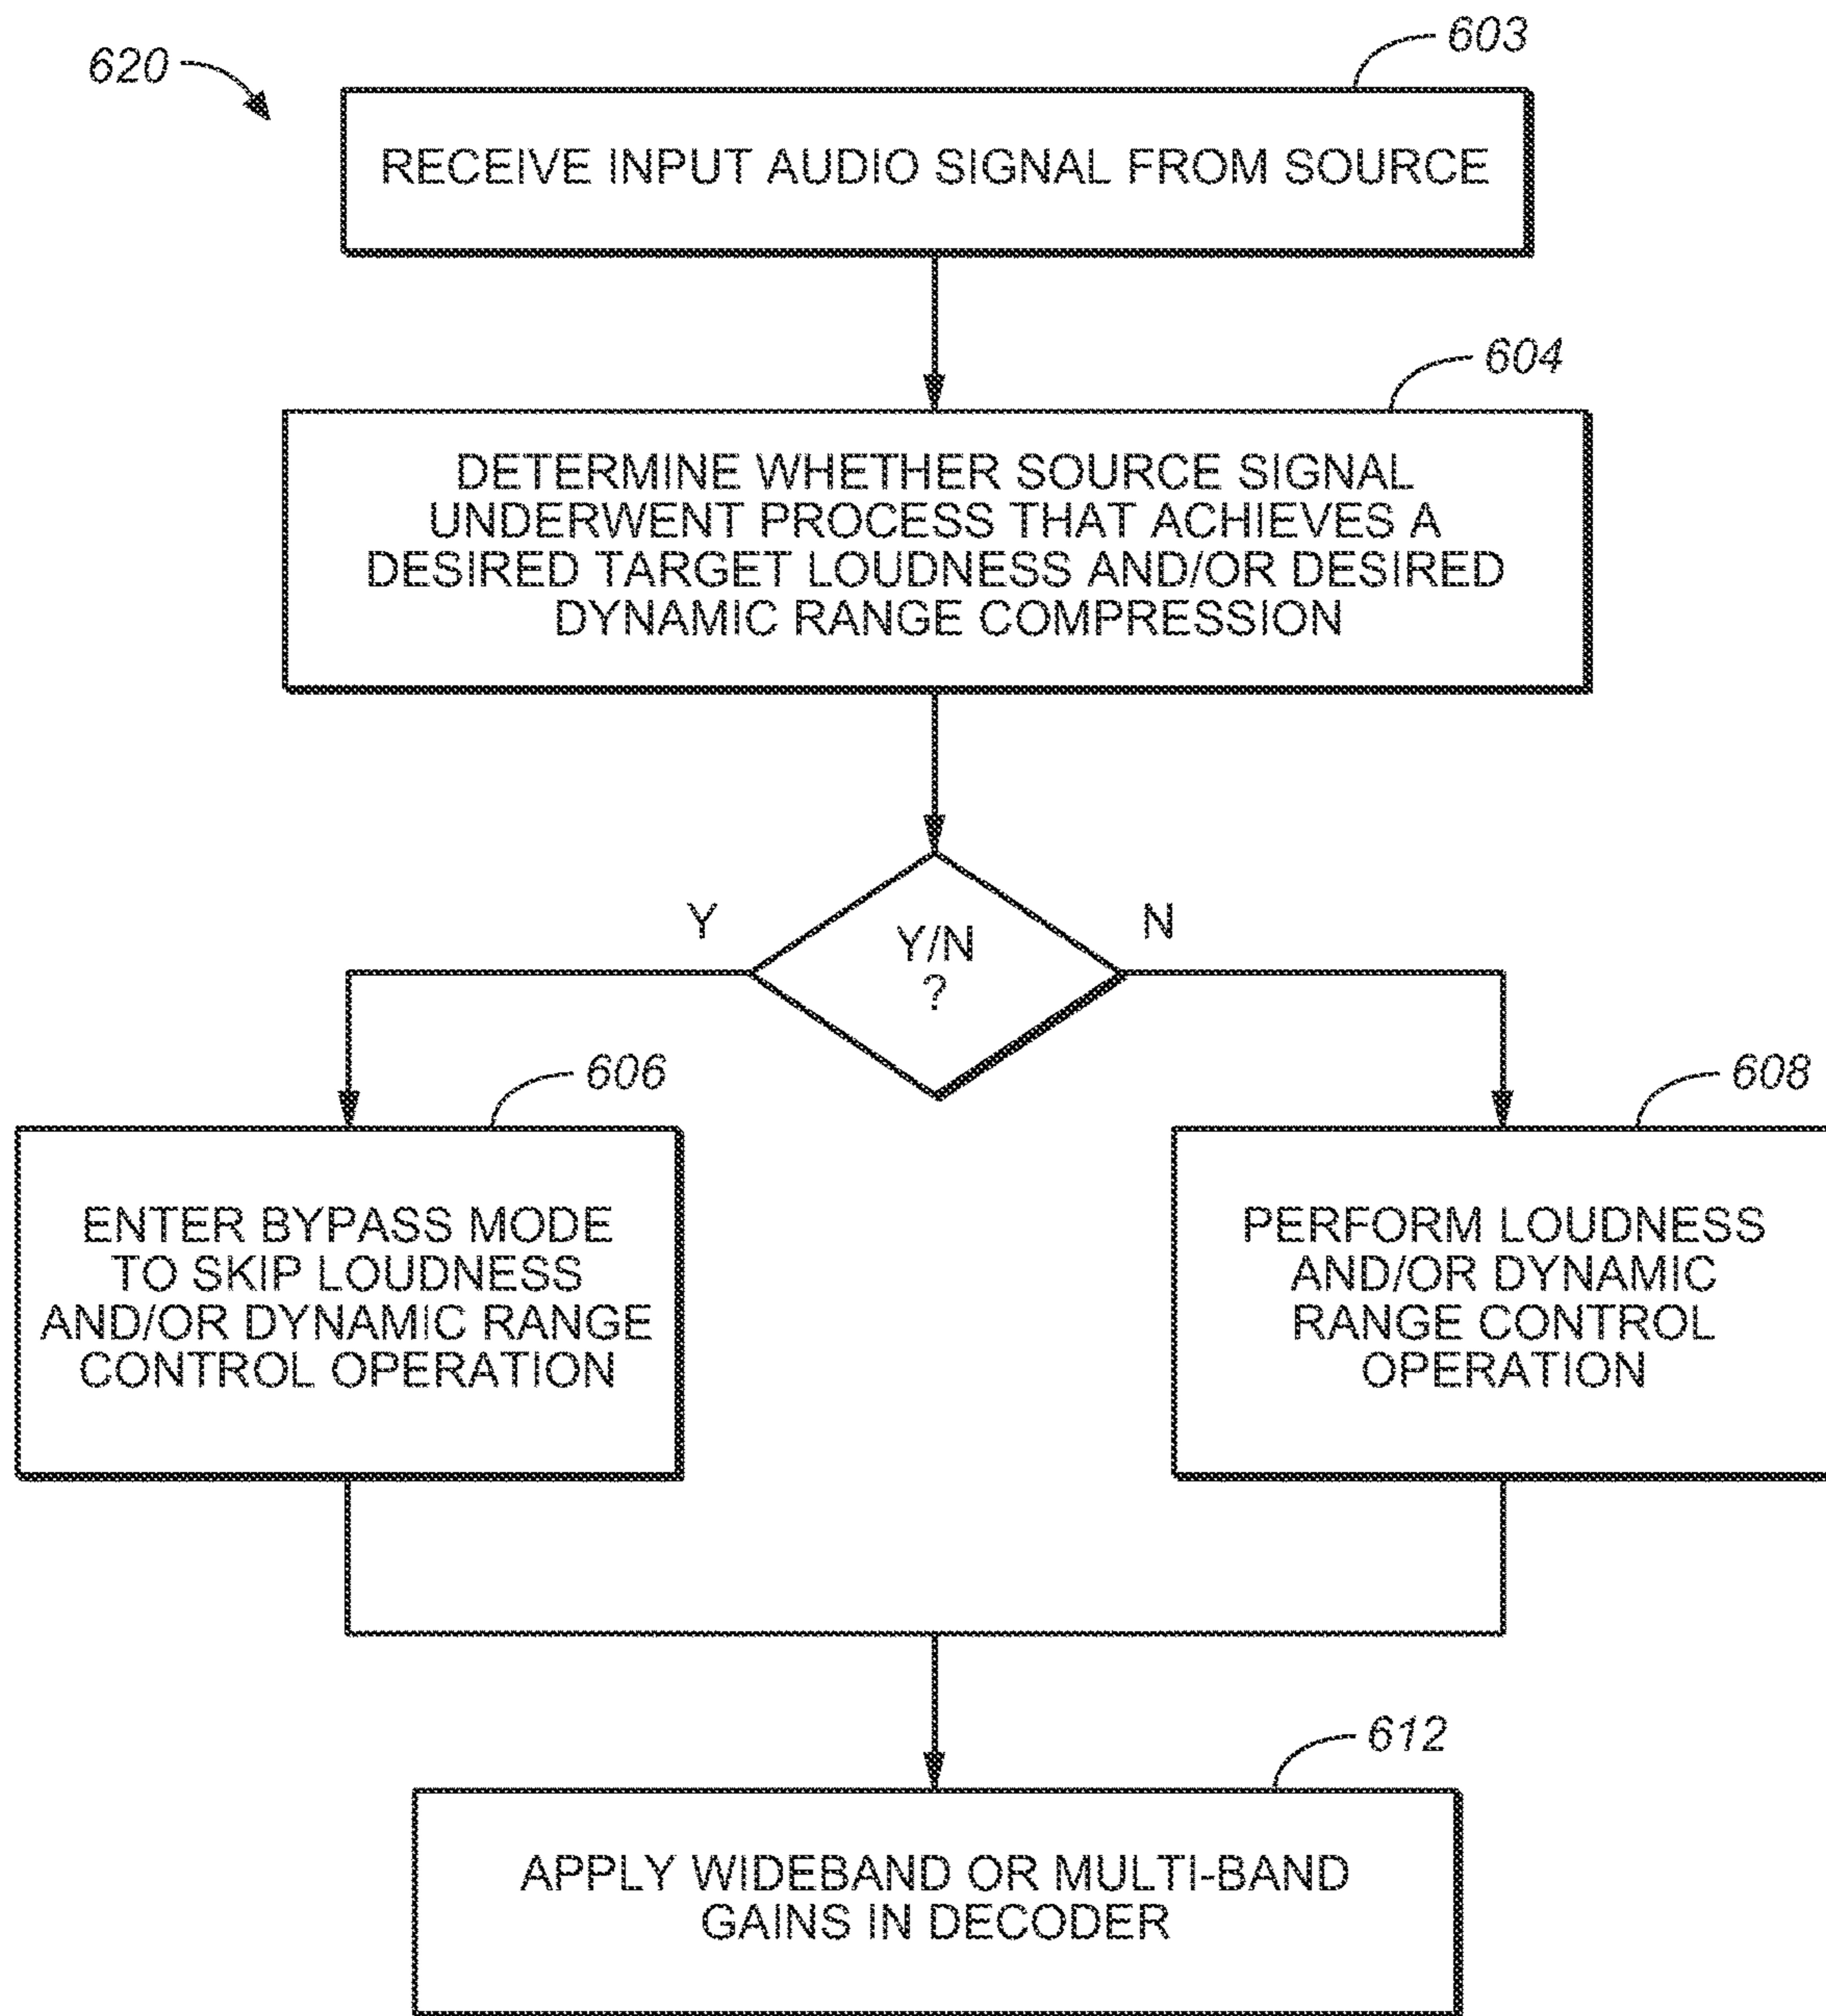 620
603
RECEIVE INPUT AUDIO SIGNAL FROM SOURCE
604
DETERMINE WHETHER SOURCE SIGNAL
UNDERWENT PROCESS THAT ACHIEVES A
DESIRED TARGET LOUDNESS AND/OR DESIRED
DYNAMIC RANGE COMPRESSION
Y
Y/N
?
N
606
ENTER BYPASS MODE
TO SKIP LOUDNESS
AND/OR DYNAMIC RANGE
CONTROL OPERATION
608
PERFORM LOUDNESS
AND/OR DYNAMIC
RANGE CONTROL
OPERATION
612
APPLY WIDEBAND OR MULTI-BAND
GAINS IN DECODER